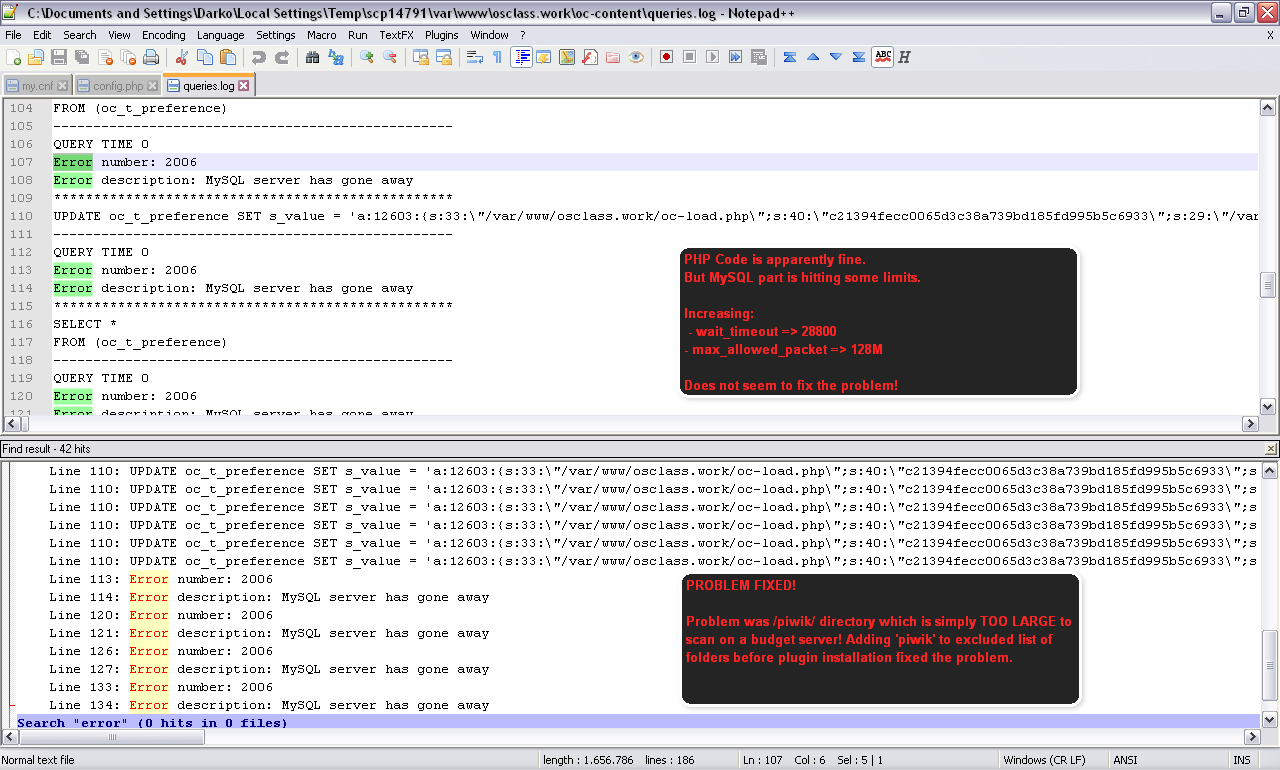 C:\Documents and Settings\Darko\Local Settings\Temp\scp14791\var\www\osclass.work\oc-content\queries.log - Notepad++
File Edit Search View Encoding Language Settings Macro Run TextFX Plugins Window ? X
my.cnf config.php queries.log
104 FROM (oc_t_preference)
105 --------------------------------------------------
106 QUERY TIME 0
107 Error number: 2006
108 Error description: MySQL server has gone away
109 **************************************************
110 UPDATE oc_t_preference SET s_value = 'a:12603:{s:33:\"/var/www/osclass.work/oc-load.php\";s:40:\"c21394fecc0065d3c38a739bd185fd995b5c6933\";s:29:\"/var
111 --------------------------------------------------
112 QUERY TIME 0
113 Error number: 2006
114 Error description: MySQL server has gone away
115 **************************************************
116 SELECT *
117 FROM (oc_t_preference)
118 --------------------------------------------------
119 QUERY TIME 0
120 Error number: 2006
121 Error description: MySQL server has gone away
PHP Code is apparently fine.
But MySQL part is hitting some limits.
Increasing:
- wait_timeout => 28800
- max_allowed_packet => 128M
Does not seem to fix the problem!
Find result - 42 hits
Line 110: UPDATE oc_t_preference SET s_value = 'a:12603:{s:33:\"/var/www/osclass.work/oc-load.php\";s:40:\"c21394fecc0065d3c38a739bd185fd995b5c6933\";s
Line 110: UPDATE oc_t_preference SET s_value = 'a:12603:{s:33:\"/var/www/osclass.work/oc-load.php\";s:40:\"c21394fecc0065d3c38a739bd185fd995b5c6933\";s
Line 110: UPDATE oc_t_preference SET s_value = 'a:12603:{s:33:\"/var/www/osclass.work/oc-load.php\";s:40:\"c21394fecc0065d3c38a739bd185fd995b5c6933\";s
Line 110: UPDATE oc_t_preference SET s_value = 'a:12603:{s:33:\"/var/www/osclass.work/oc-load.php\";s:40:\"c21394fecc0065d3c38a739bd185fd995b5c6933\";s
Line 110: UPDATE oc_t_preference SET s_value = 'a:12603:{s:33:\"/var/www/osclass.work/oc-load.php\";s:40:\"c21394fecc0065d3c38a739bd185fd995b5c6933\";s
Line 110: UPDATE oc_t_preference SET s_value = 'a:12603:{s:33:\"/var/www/osclass.work/oc-load.php\";s:40:\"c21394fecc0065d3c38a739bd185fd995b5c6933\";s
Line 113: Error number: 2006
Line 114: Error description: MySQL server has gone away
Line 120: Error number: 2006
Line 121: Error description: MySQL server has gone away
Line 126: Error number: 2006
Line 127: Error description: MySQL server has gone away
Line 133: Error number: 2006
Line 134: Error description: MySQL server has gone away
Search "error" (0 hits in 0 files)
PROBLEM FIXED!
Problem was /piwik/ directory which is simply TOO LARGE to
scan on a budget server! Adding 'piwik' to excluded list of
folders before plugin installation fixed the problem.
Normal text file length : 1.656.786 lines : 186 Ln : 107 Col : 6 Sel : 5 | 1 Windows (CR LF) ANSI INS